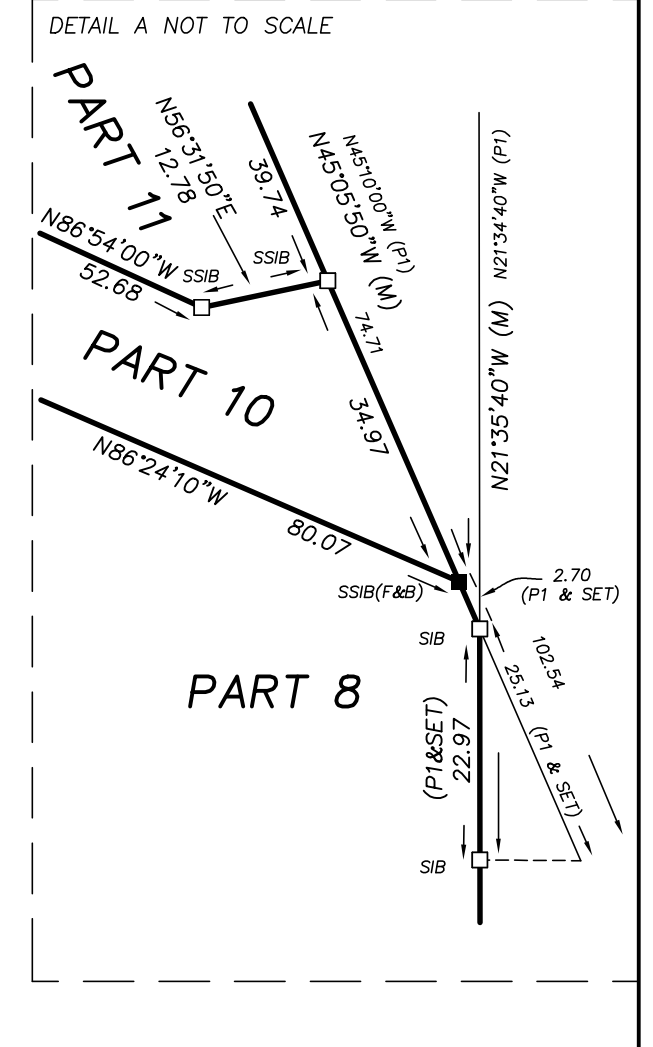 DETAIL A NOT TO SCALE
PART 11
N56°31'50"E
12.78
39.74
N45°10'00"W (P1)
N45°05'50"W (M)
N21°34'40"W (P1)
N21°35'40"W (M)
N86°54'00"W
52.68
SSIB
SSIB
74.71
34.97
PART 10
N86°24'10"W
80.07
SSIB(F&B)
2.70
(P1 & SET)
SIB
102.54
25.13 (P1 & SET)
PART 8
(P1&SET)
22.97
SIB